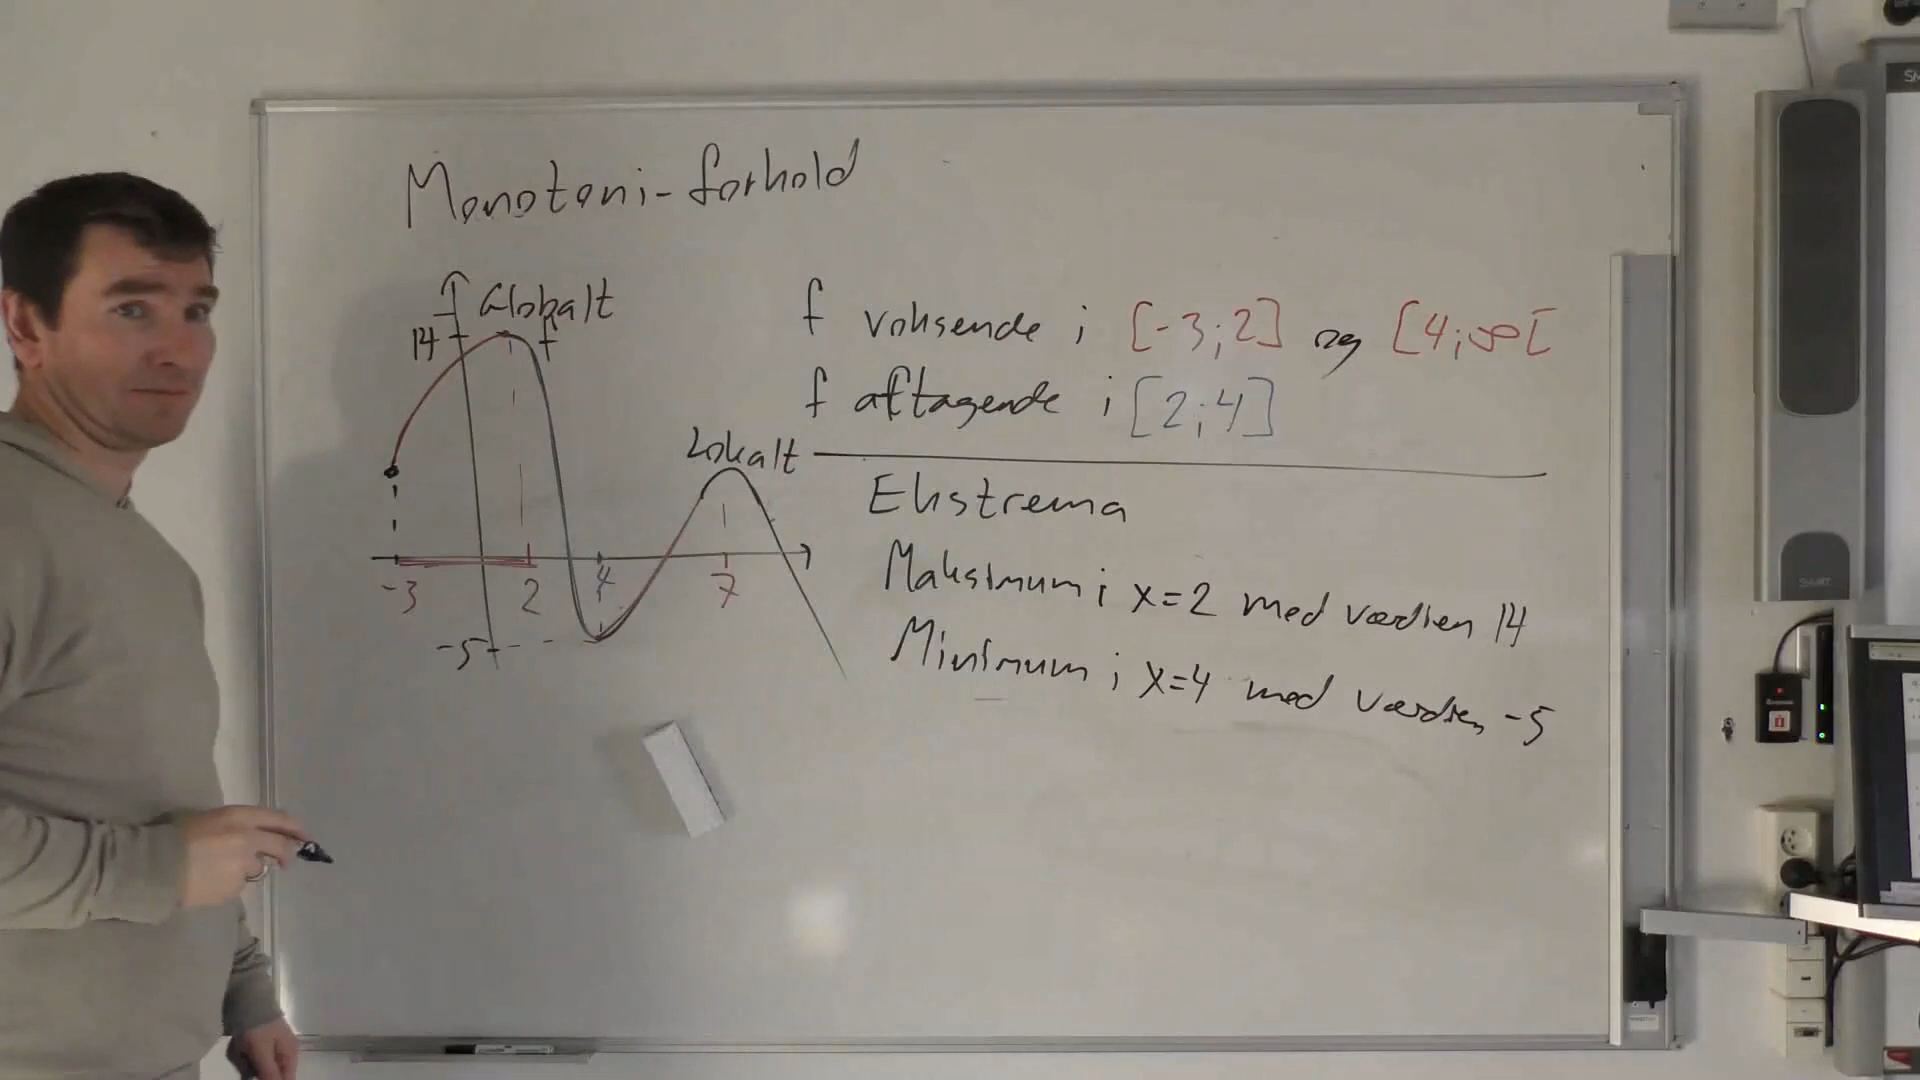 Monotoni-forhold
Globalt
f
14
Lokalt
-3
2
4
7
-5
f voksende i [-3;2] og [4;∞[
f aftagende i [2;4]
Ekstrema
Maksimum i x=2 med værdien 14
Minimum i x=4 med værdien -5
SMART